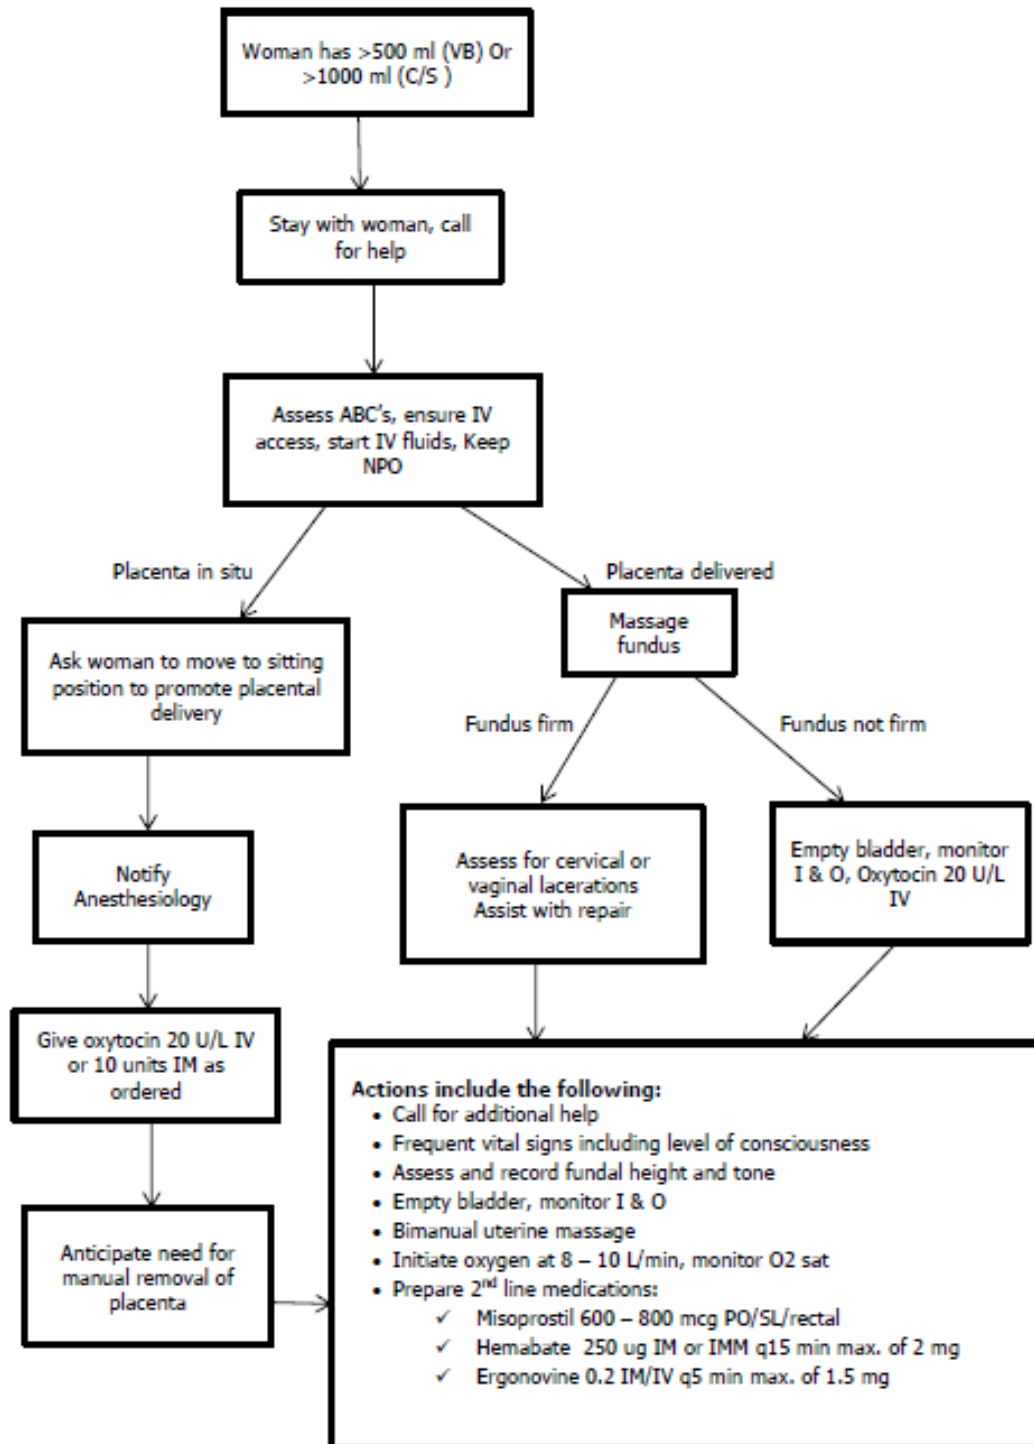 Woman has >500 ml (VB) Or
>1000 ml (C/S )
Stay with woman, call
for help
Assess ABC's, ensure IV
access, start IV fluids, Keep
NPO
Placenta in situ
Placenta delivered
Ask woman to move to sitting
position to promote placental
delivery
Massage
fundus
Fundus firm
Fundus not firm
Notify
Anesthesiology
Assess for cervical or
vaginal lacerations
Assist with repair
Empty bladder, monitor
I & O, Oxytocin 20 U/L
IV
Give oxytocin 20 U/L IV
or 10 units IM as
ordered
Anticipate need for
manual removal of
placenta
Actions include the following:
• Call for additional help
• Frequent vital signs including level of consciousness
• Assess and record fundal height and tone
• Empty bladder, monitor I & O
• Bimanual uterine massage
• Initiate oxygen at 8 – 10 L/min, monitor O2 sat
• Prepare 2nd line medications:
✓ Misoprostil 600 – 800 mcg PO/SL/rectal
✓ Hemabate 250 ug IM or IMM q15 min max. of 2 mg
✓ Ergonovine 0.2 IM/IV q5 min max. of 1.5 mg